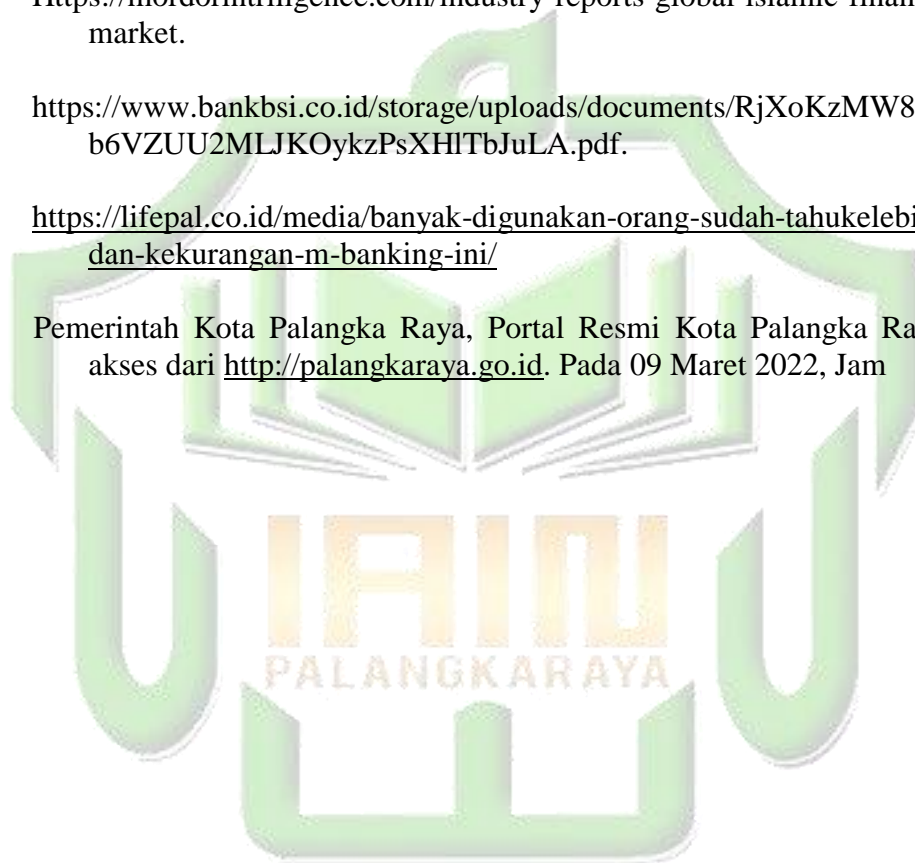 market.
https://www.bankbsi.co.id/storage/uploads/documents/RjXoKzMW8
b6VZUU2MLJKOykzPsXHlTbJuLA.pdf.
https://lifepal.co.id/media/banyak-digunakan-orang-sudah-tahukelebi
dan-kekurangan-m-banking-ini/
Pemerintah Kota Palangka Raya, Portal Resmi Kota Palangka Ra
akses dari http://palangkaraya.go.id. Pada 09 Maret 2022, Jam
IAIN
PALANGKARAYA